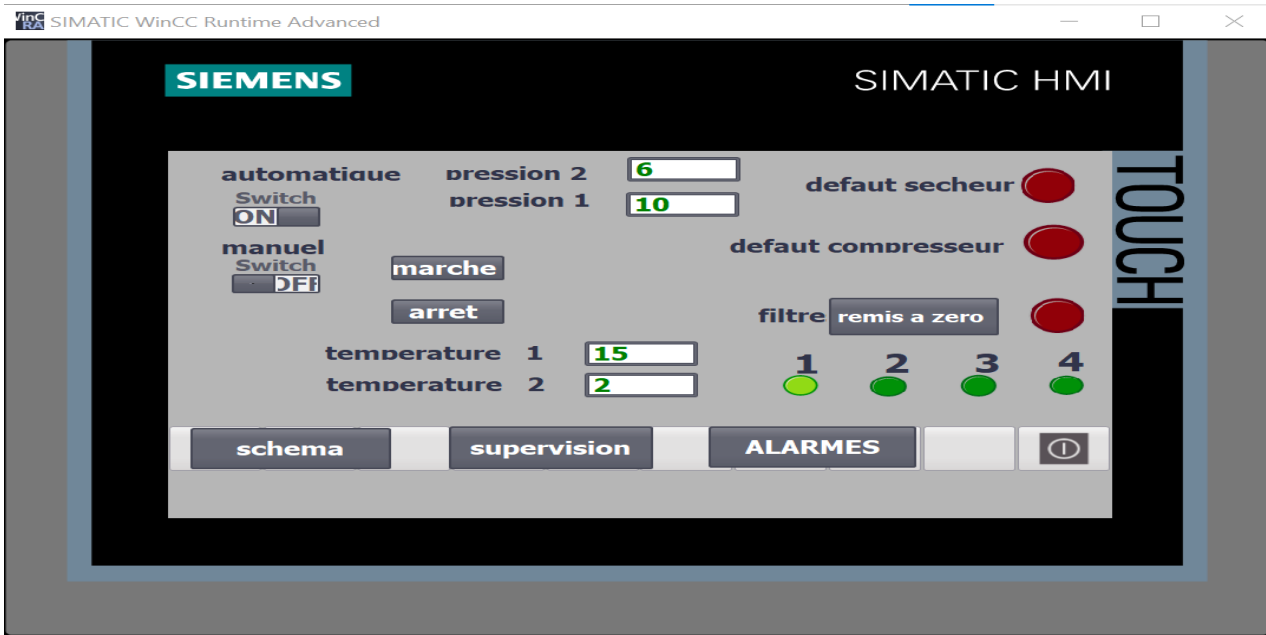 SIMATIC WinCC Runtime Advanced
SIEMENS
SIMATIC HMI
TOUCH
automatique
Switch
ON
pression 2 6
pression 1 10
defaut secheur
manuel
Switch
OFF
marche
arret
defaut compresseur
filtre remis a zero
temperature 1 15
temperature 2 2
1 2 3 4
schema supervision ALARMES